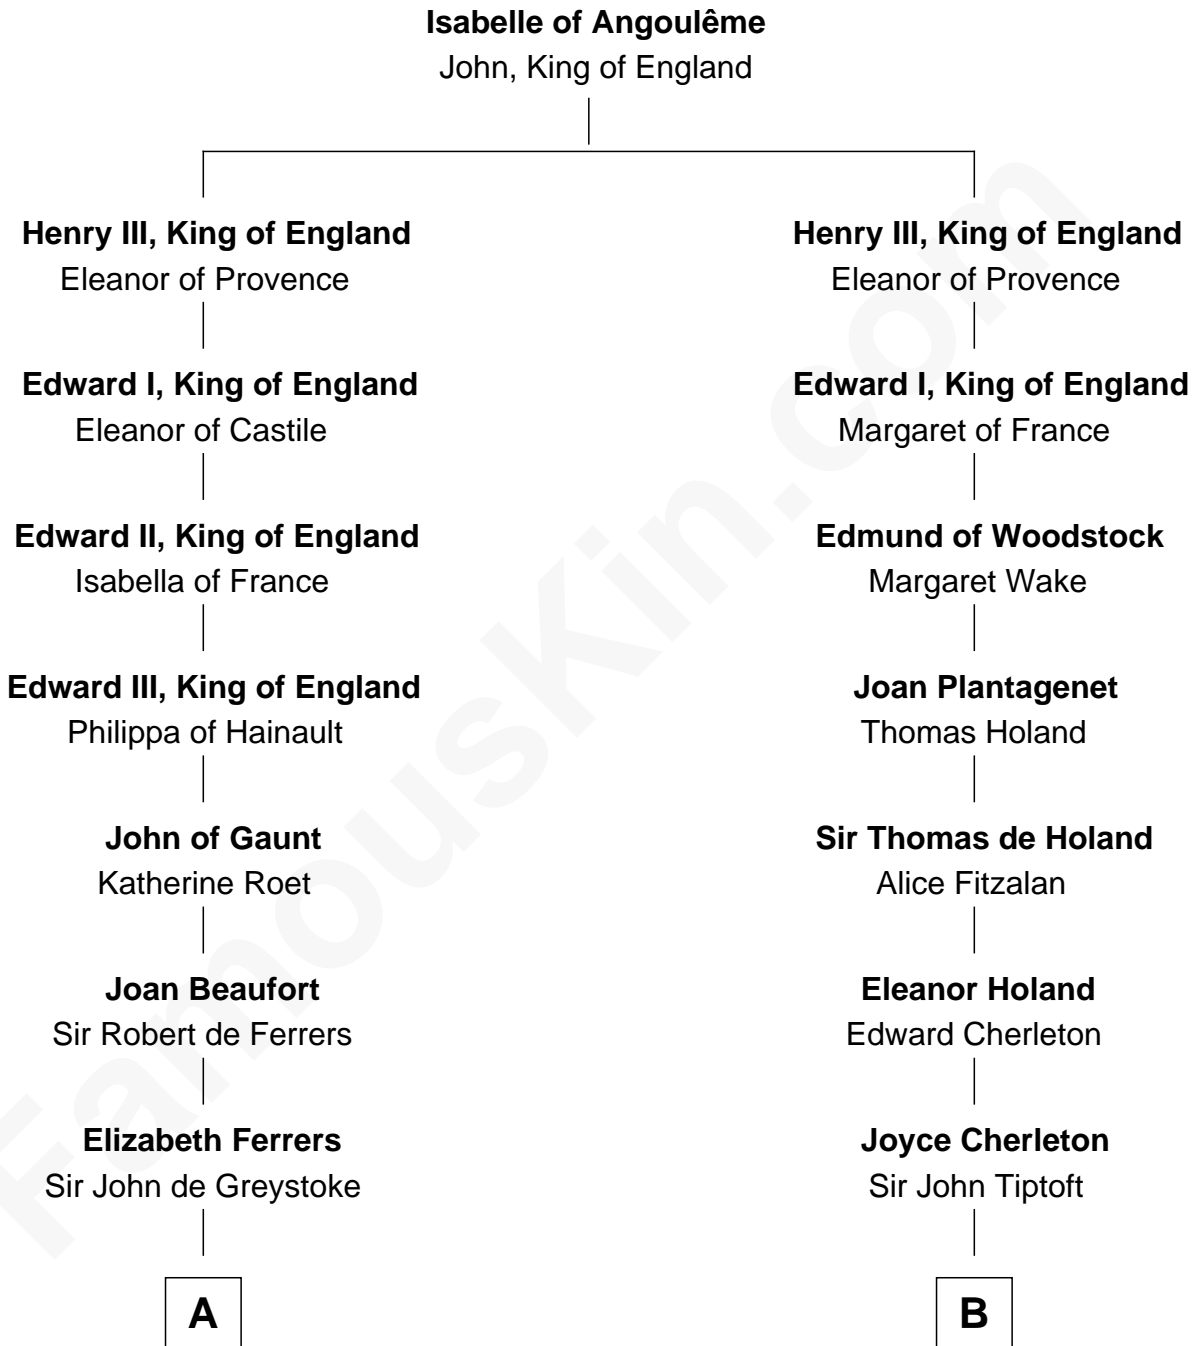 Isabelle of Angoulême
John, King of England
Henry III, King of England
Eleanor of Provence
Henry III, King of England
Eleanor of Provence
Edward I, King of England
Eleanor of Castile
Edward I, King of England
Margaret of France
Edward II, King of England
Isabella of France
Edmund of Woodstock
Margaret Wake
Edward III, King of England
Philippa of Hainault
Joan Plantagenet
Thomas Holand
John of Gaunt
Katherine Roet
Sir Thomas de Holand
Alice Fitzalan
Joan Beaufort
Sir Robert de Ferrers
Eleanor Holand
Edward Cherleton
Elizabeth Ferrers
Sir John de Greystoke
Joyce Cherleton
Sir John Tiptoft
A
B
FamousKin.com